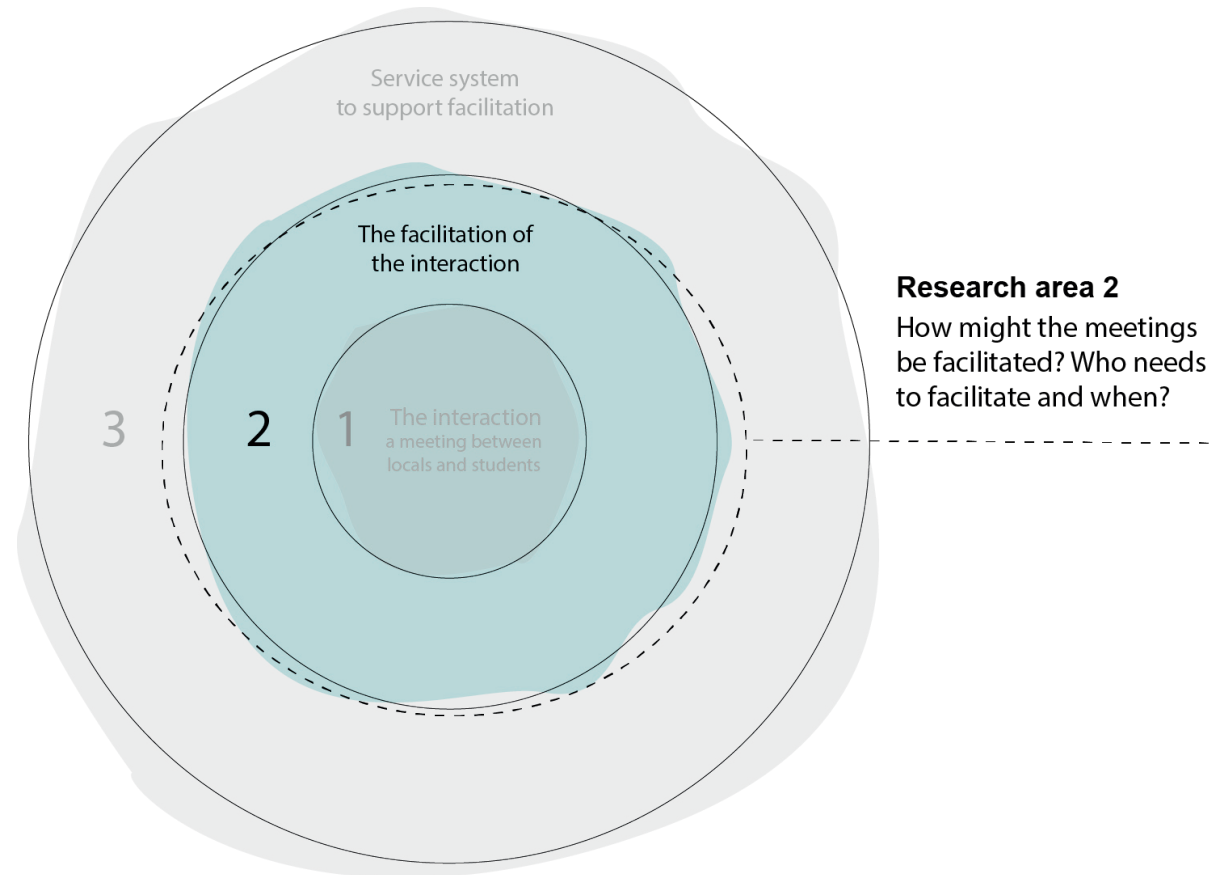 Service system
to support facilitation
The facilitation of
the interaction
3
2
1
The interaction
a meeting between
locals and students
Research area 2
How might the meetings
be facilitated? Who needs
to facilitate and when?